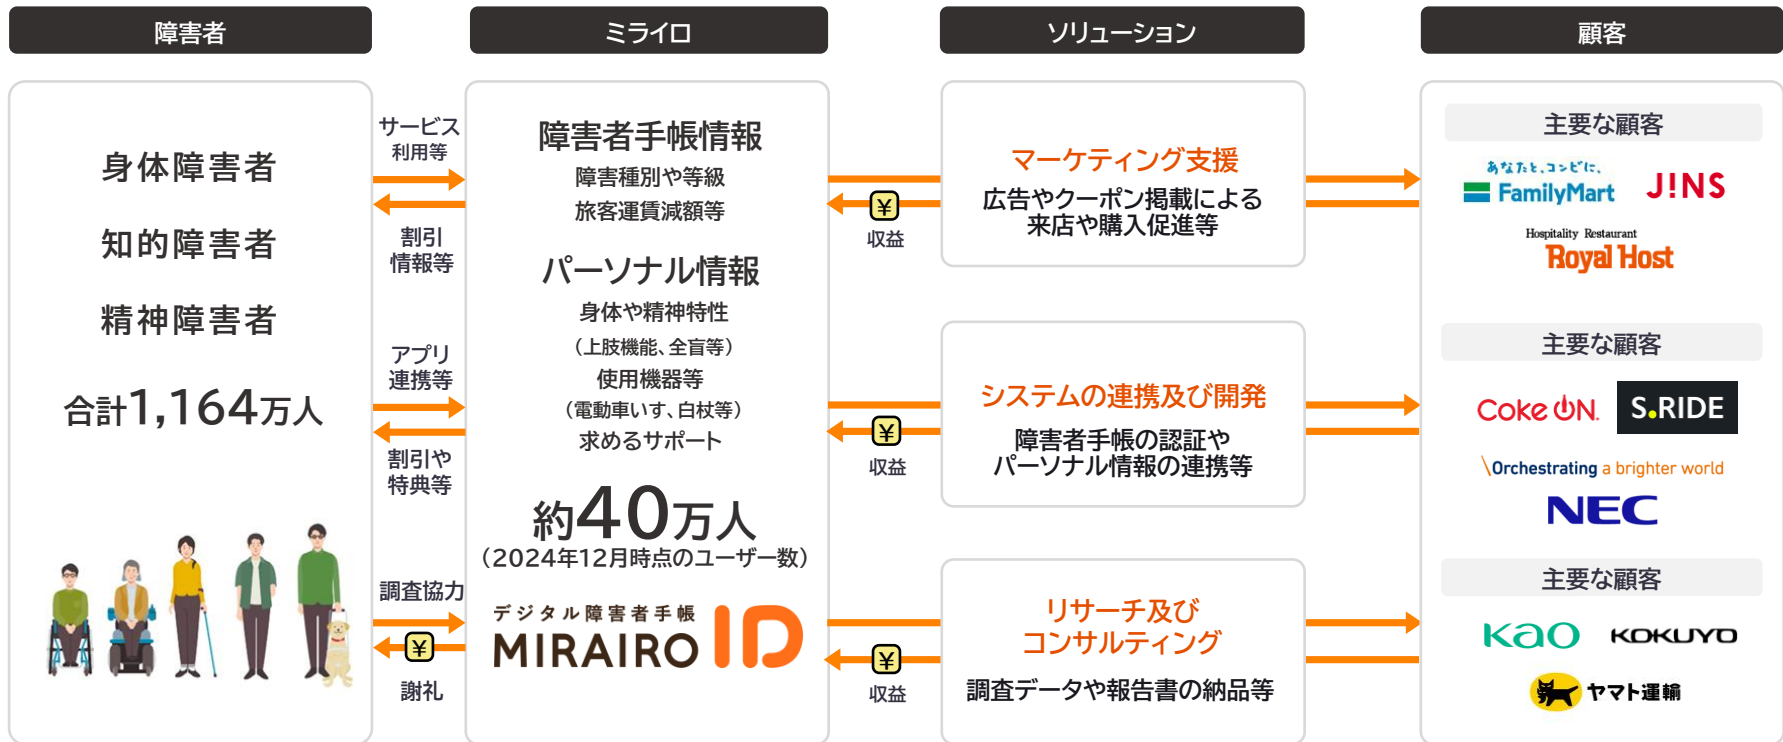 障害者
ミライロ
ソリューション
顧客
身体障害者
知的障害者
精神障害者
合計1,164万人
サービス
利用等
割引
情報等
アプリ
連携等
割引や
特典等
調査協力
¥
謝礼
障害者手帳情報
障害種別や等級
旅客運賃減額等
パーソナル情報
身体や精神特性
（上肢機能、全盲等）
使用機器等
（電動車いす、白杖等）
求めるサポート
約40万人
（2024年12月時点のユーザー数）
デジタル障害者手帳
MIRAIRO ID
¥
収益
マーケティング支援
広告やクーポン掲載による
来店や購入促進等
¥
収益
システムの連携及び開発
障害者手帳の認証や
パーソナル情報の連携等
¥
収益
リサーチ及び
コンサルティング
調査データや報告書の納品等
主要な顧客
あなたと、コンビに、
FamilyMart
J!NS
Hospitality Restaurant
Royal Host
主要な顧客
Coke ON.
S.RIDE
\Orchestrating a brighter world
NEC
主要な顧客
Kao
KOKUYO
ヤマト運輸